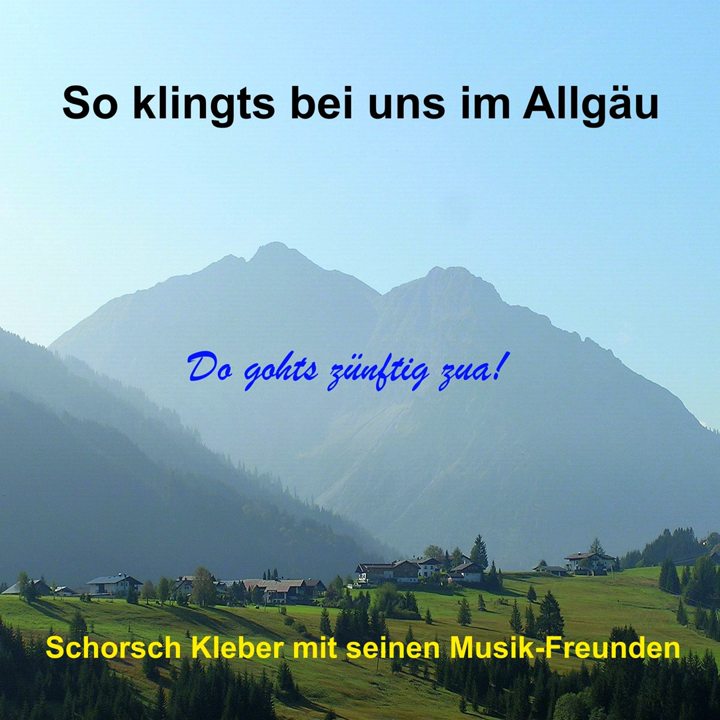 So klingts bei uns im Allgäu
Do gohts zünftig zua!
Schorsch Kleber mit seinen Musik-Freunden